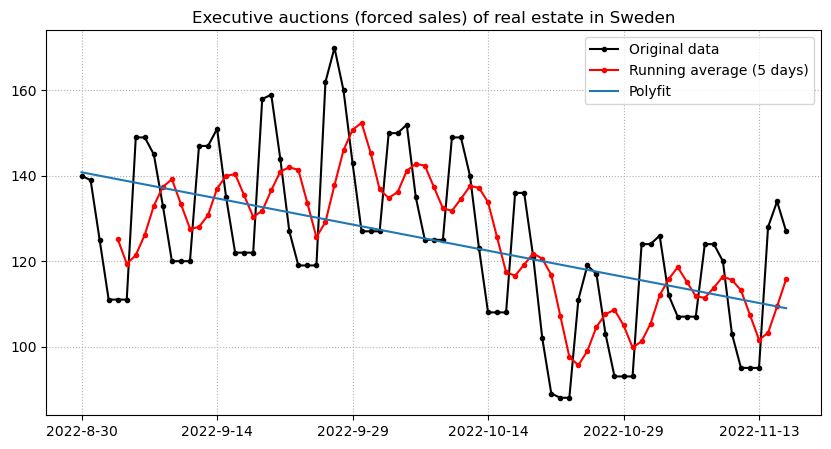 Executive auctions (forced sales) of real estate in Sweden
Original data
Running average (5 days)
Polyfit
160
140
120
100
2022-8-30
2022-9-14
2022-9-29
2022-10-14
2022-10-29
2022-11-13